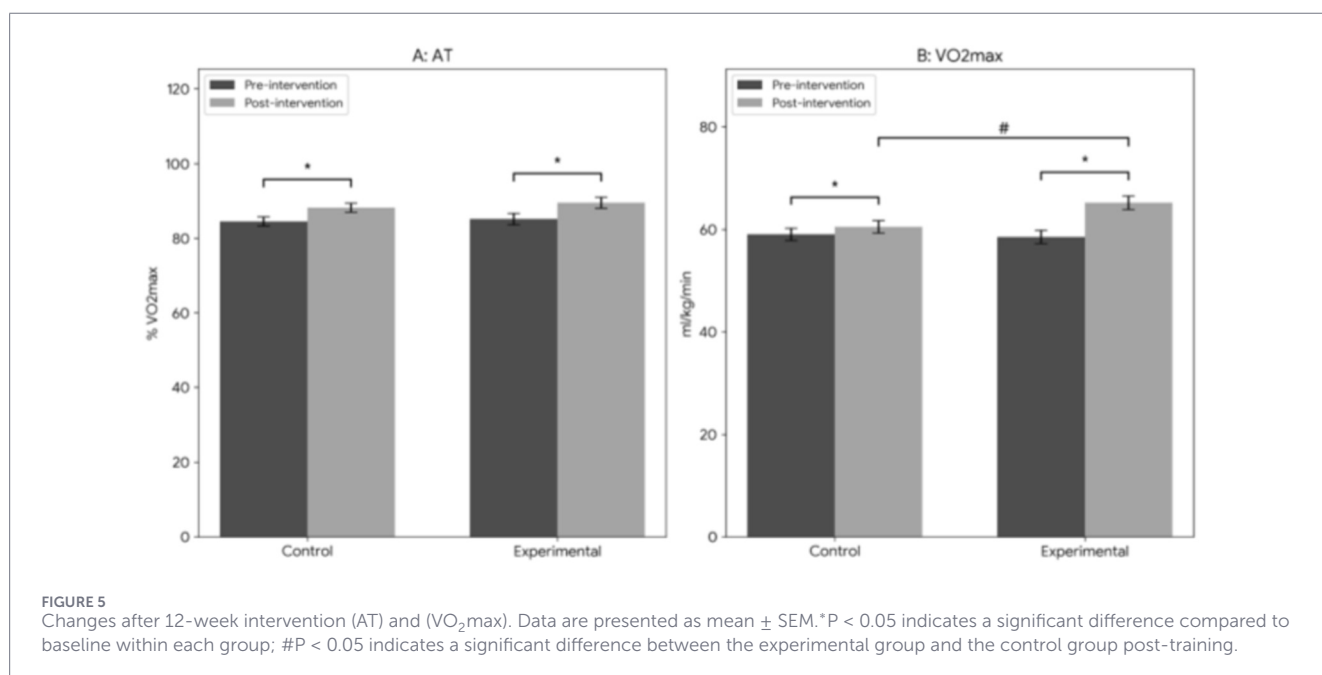 A: AT
Pre-intervention
Post-intervention
120
100
80
60
40
20
0
% VO2max
*
*
Control
Experimental
B: VO2max
Pre-intervention
Post-intervention
80
60
40
20
0
ml/kg/min
#
*
*
Control
Experimental
FIGURE 5
Changes after 12-week intervention (AT) and (VO₂max). Data are presented as mean ± SEM.*P < 0.05 indicates a significant difference compared to
baseline within each group; #P < 0.05 indicates a significant difference between the experimental group and the control group post-training.